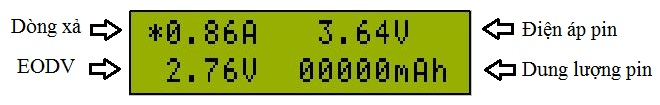 Dòng xả *0.86A 3.64V Điện áp pin
EODV 2.76V 00000mAh Dung lượng pin